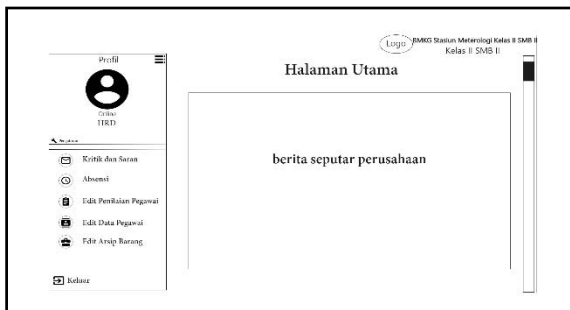 Logo
BMKG Stasiun Meterologi Kelas II SMB II
Kelas II SMB II
Profil
Halaman Utama
Online
HRD
berita seputar perusahaan
Kritik dan Saran
Absensi
Edit Penilaian Pegawai
Edit Data Pegawai
Edit Arsip Barang
Keluar